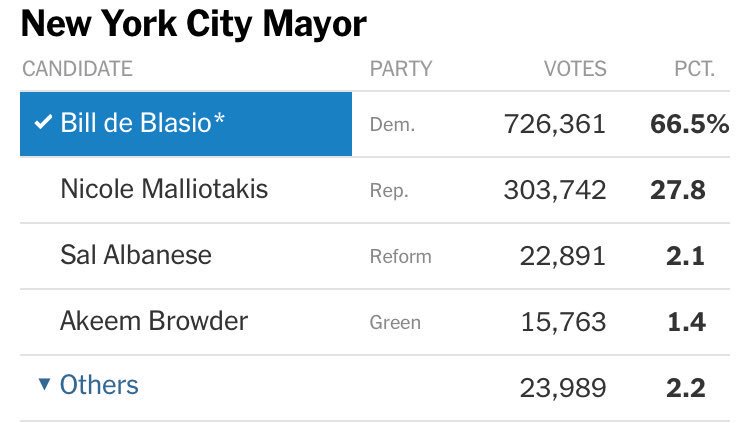 New York City Mayor
CANDIDATE PARTY VOTES PCT.
✓ Bill de Blasio* Dem. 726,361 66.5%
Nicole Malliotakis Rep. 303,742 27.8
Sal Albanese Reform 22,891 2.1
Akeem Browder Green 15,763 1.4
▼ Others 23,989 2.2